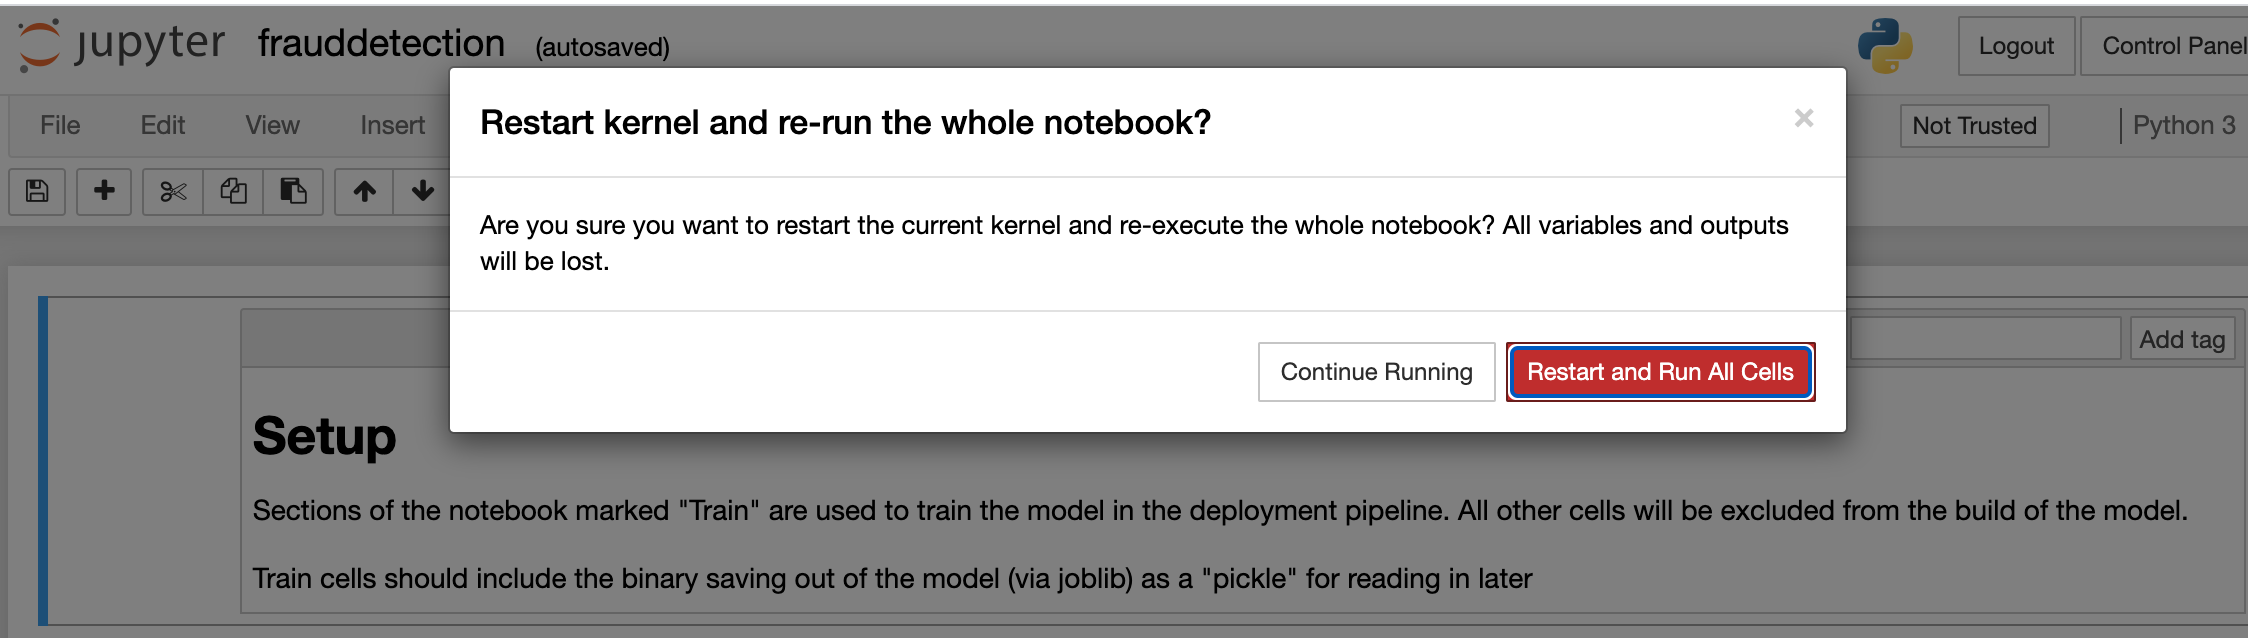 jupyter frauddetection (autosaved) Logout Control Panel
Restart kernel and re-run the whole notebook? ×
File Edit View Insert Not Trusted Python 3
Are you sure you want to restart the current kernel and re-execute the whole notebook? All variables and outputs
will be lost.
Add tag
Continue Running Restart and Run All Cells
Setup
Sections of the notebook marked "Train" are used to train the model in the deployment pipeline. All other cells will be excluded from the build of the model.
Train cells should include the binary saving out of the model (via joblib) as a "pickle" for reading in later